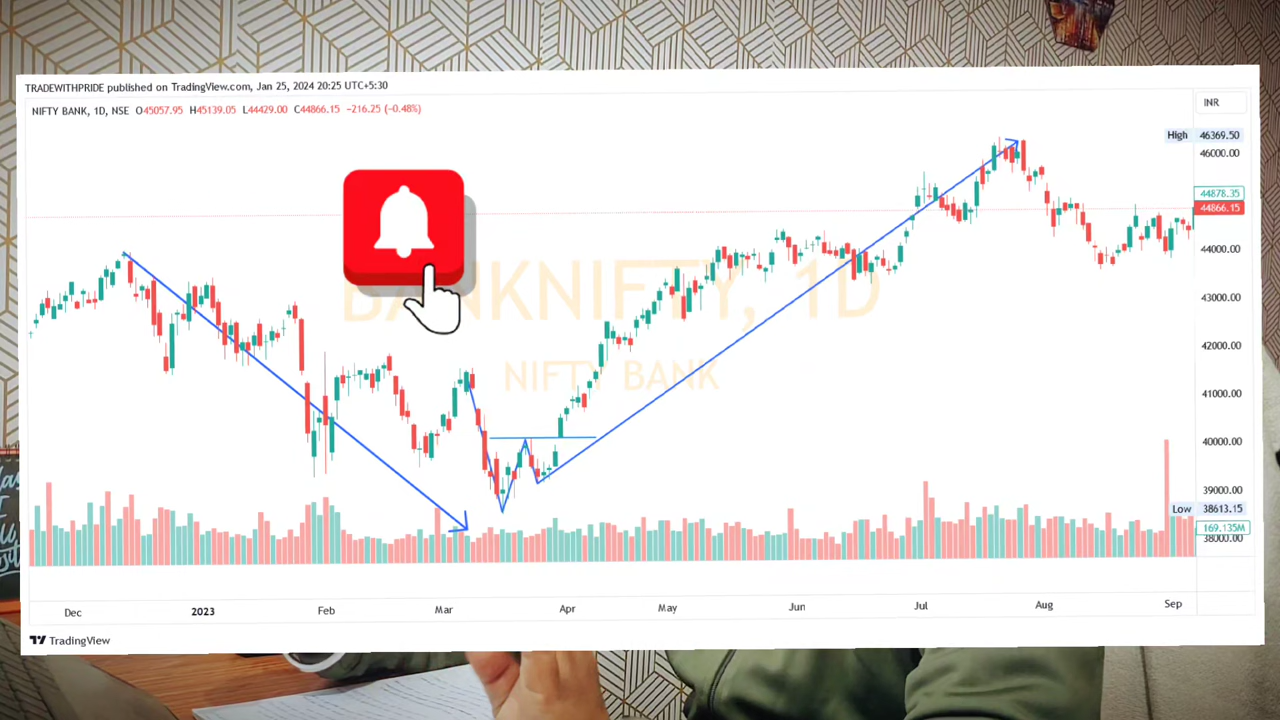 TRADEWITHPRIDE published on TradingView.com, Jan 25, 2024 20:25 UTC+5:30
NIFTY BANK, 1D, NSE O45057.95 H45139.05 L44429.00 C44866.15 −216.25 (−0.48%)
INR
High 46369.50
46000.00
44878.35
44866.15
44000.00
43000.00
42000.00
41000.00
40000.00
39000.00
Low 38613.15
169.135M
38000.00
BANKNIFTY, 1D
NIFTY BANK
Dec 2023 Feb Mar Apr May Jun Jul Aug Sep
TradingView